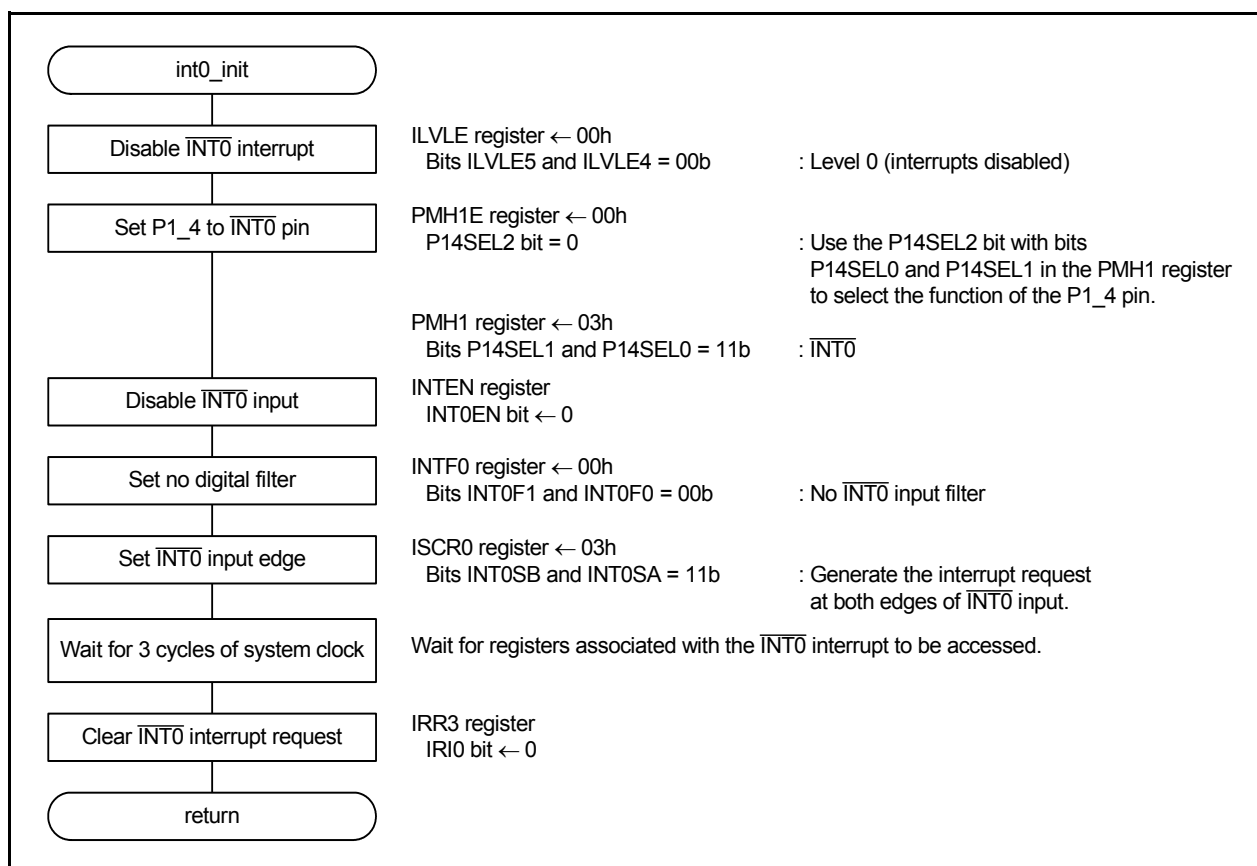 int0_init
Disable INT0 interrupt
ILVLE register ← 00h
Bits ILVLE5 and ILVLE4 = 00b : Level 0 (interrupts disabled)
Set P1_4 to INT0 pin
PMH1E register ← 00h
P14SEL2 bit = 0 : Use the P14SEL2 bit with bits
P14SEL0 and P14SEL1 in the PMH1 register
to select the function of the P1_4 pin.
PMH1 register ← 03h
Bits P14SEL1 and P14SEL0 = 11b : INT0
Disable INT0 input
INTEN register
INT0EN bit ← 0
Set no digital filter
INTF0 register ← 00h
Bits INT0F1 and INT0F0 = 00b : No INT0 input filter
Set INT0 input edge
ISCR0 register ← 03h
Bits INT0SB and INT0SA = 11b : Generate the interrupt request
at both edges of INT0 input.
Wait for 3 cycles of system clock
Wait for registers associated with the INT0 interrupt to be accessed.
Clear INT0 interrupt request
IRR3 register
IRI0 bit ← 0
return